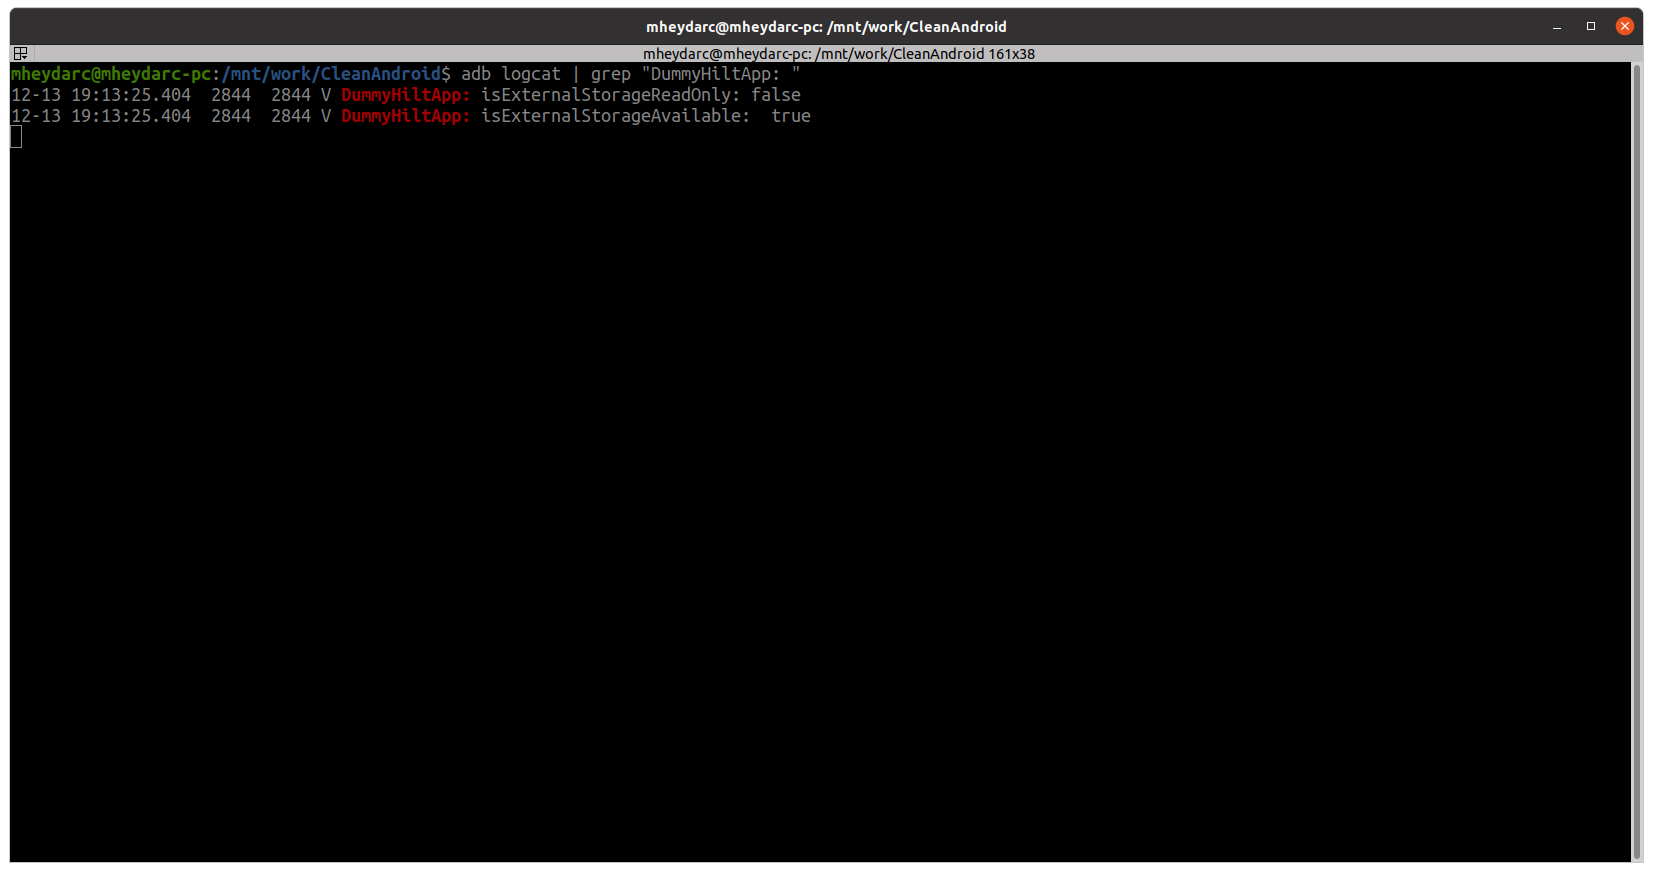 mheydarc@mheydarc-pc: /mnt/work/CleanAndroid
mheydarc@mheydarc-pc: /mnt/work/CleanAndroid 161x38
mheydarc@mheydarc-pc:/mnt/work/CleanAndroid$ adb logcat | grep "DummyHiltApp: "
12-13 19:13:25.404  2844  2844 V DummyHiltApp: isExternalStorageReadOnly: false
12-13 19:13:25.404  2844  2844 V DummyHiltApp: isExternalStorageAvailable:  true